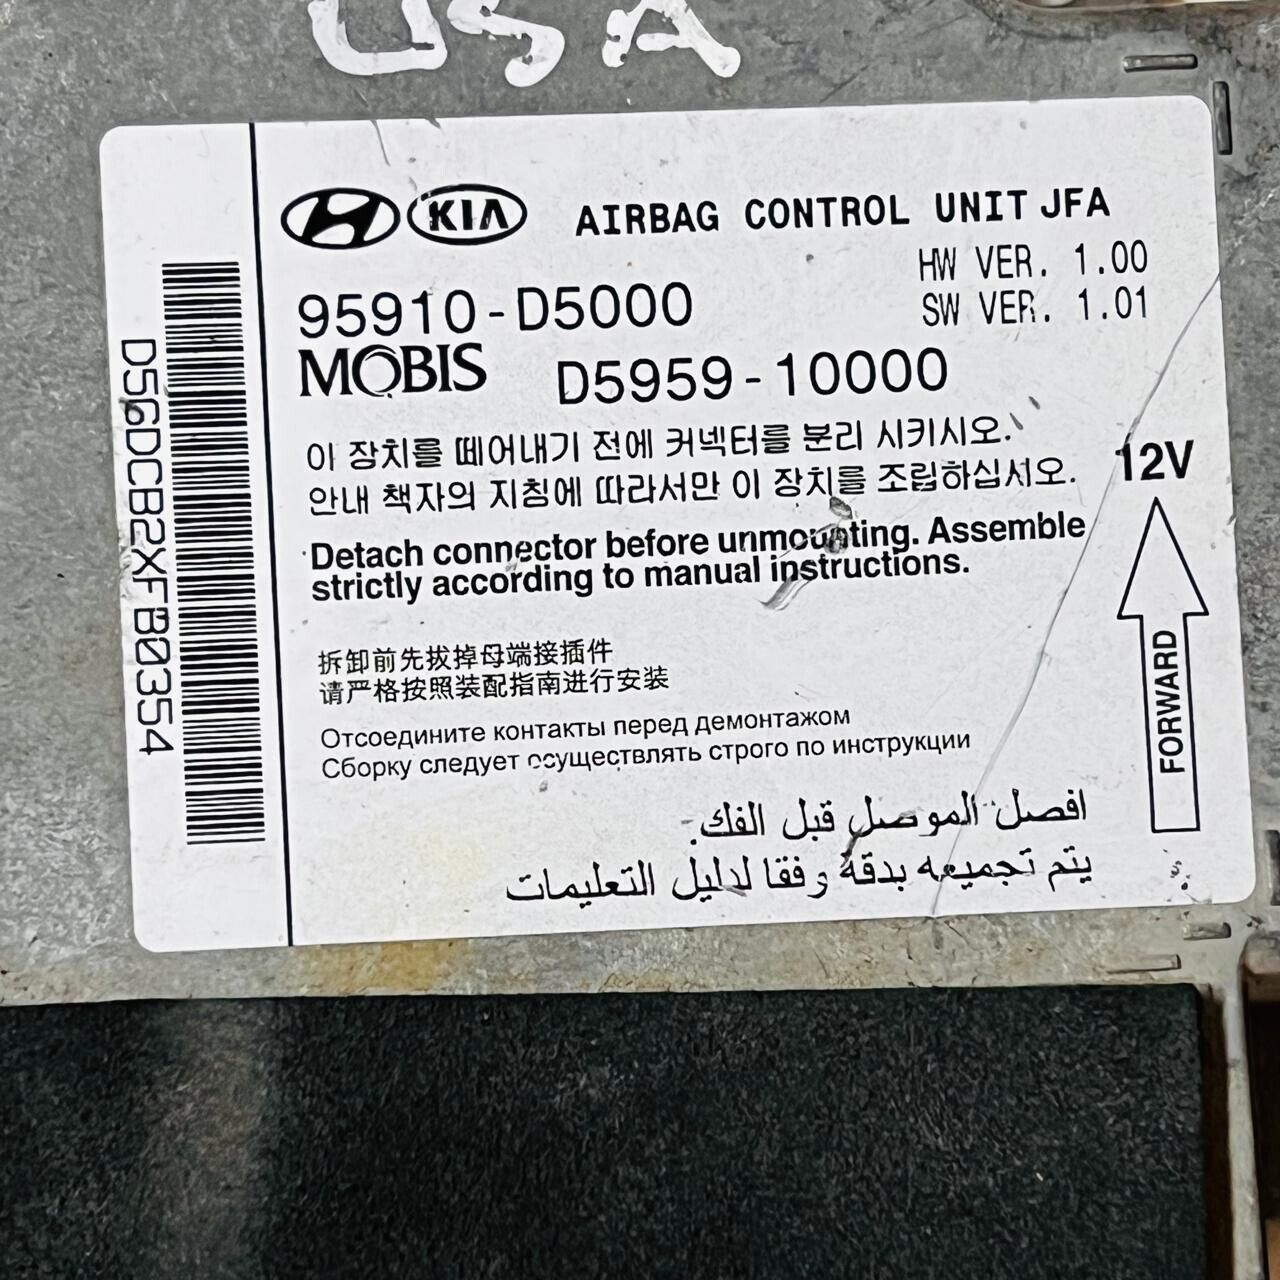 USA
KIA
AIRBAG CONTROL UNIT JFA
HW VER. 1.00
95910-D5000
SW VER. 1.01
MOBIS D5959-10000
이 장치를 떼어내기 전에 커넥터를 분리 시키시오.
안내 책자의 지침에 따라서만 이 장치를 조립하십시오.
12V
Detach connector before unmounting. Assemble
strictly according to manual instructions.
FORWARD
拆卸前先拔掉母端接插件
请严格按照装配指南进行安装
Отсоедините контакты перед демонтажом
Сборку следует осуществлять строго по инструкции
افصل الموصل قبل الفك.
يتم تجميعه بدقة وفقا لدليل التعليمات
D56DCB2XFB0354